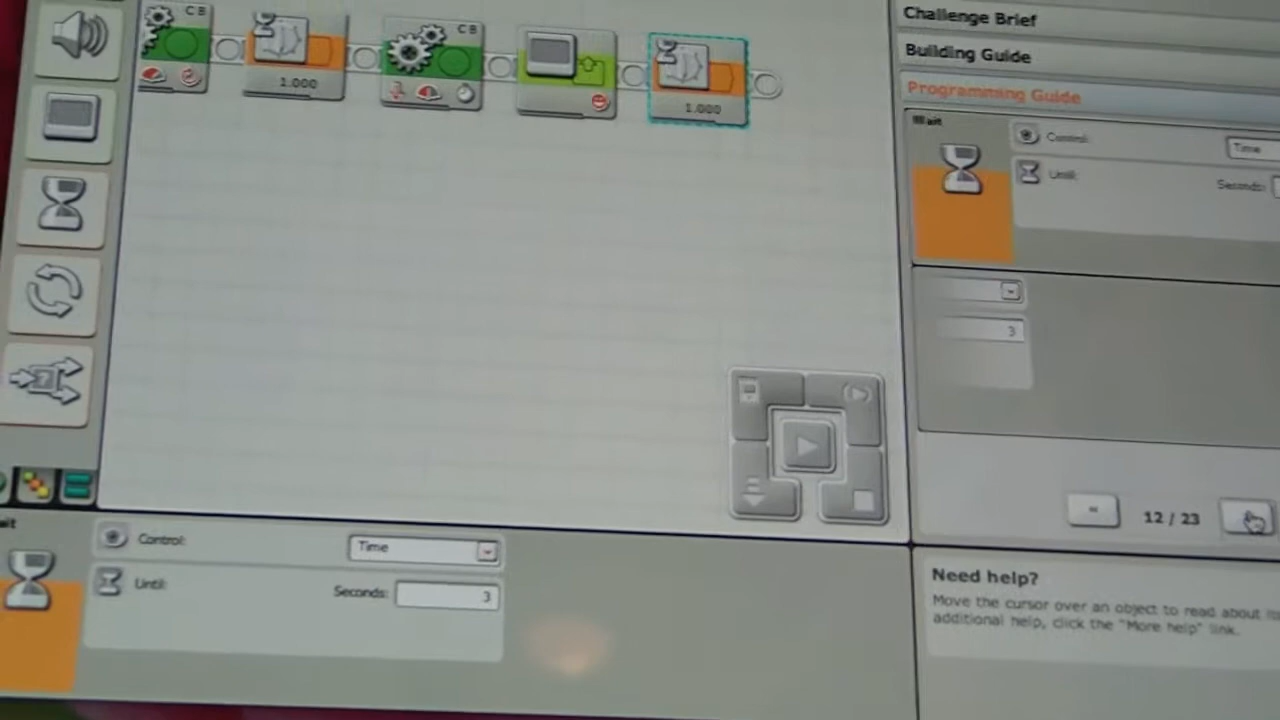 C B
1.000
C B
1.000
Challenge Brief
Building Guide
Programming Guide
Wait
Control:
Time
Until:
Seconds:
3
12 / 23
Control:
Time
Until:
Seconds: 3
Need help?
Move the cursor over an object to read about
additional help, click the "More help" link.